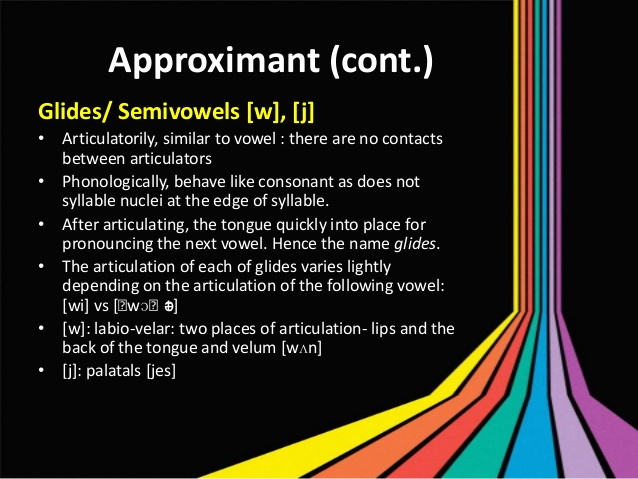 Approximant (cont.)
Glides/ Semivowels [w], [j]
• Articulatorily, similar to vowel : there are no contacts
between articulators
• Phonologically, behave like consonant as does not
syllable nuclei at the edge of syllable.
• After articulating, the tongue quickly into place for
pronouncing the next vowel. Hence the name glides.
• The articulation of each of glides varies lightly
depending on the articulation of the following vowel:
[wi] vs
• [w]: labio-velar: two places of articulation- lips and the
back of the tongue and velum [wʌn]
• [j]: palatals [jes]